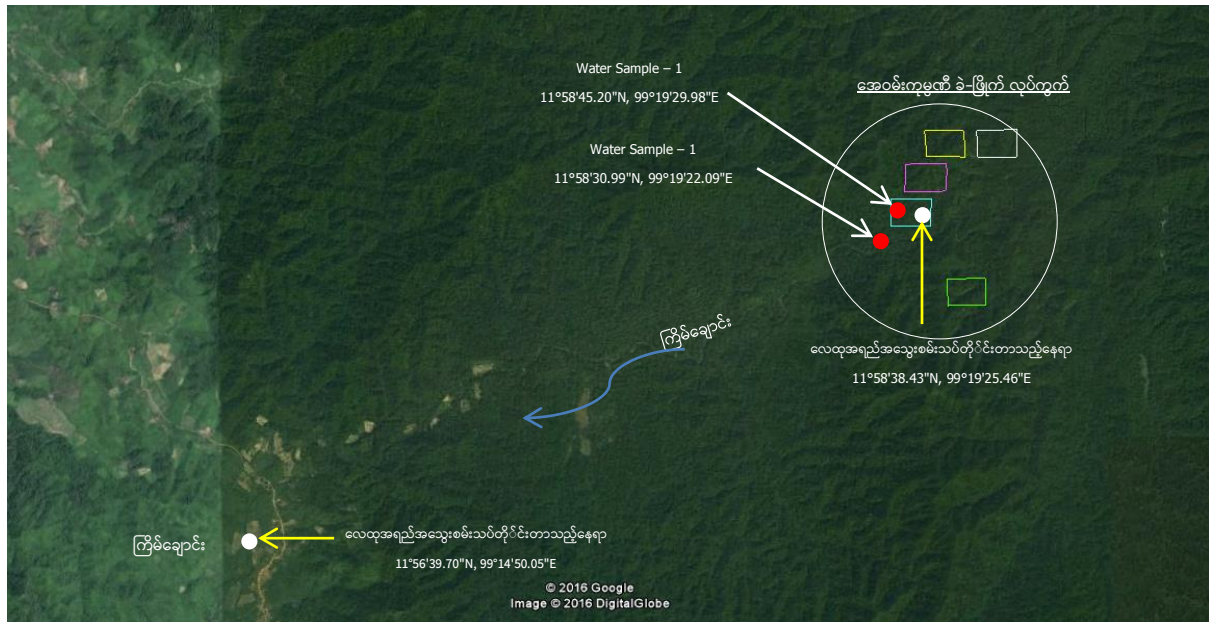 Water Sample – 1
11°58'45.20"N, 99°19'29.98"E
အေဝမ်းကုမ္ပဏီ ခဲ-ဖြိုက် လုပ်ကွက်
Water Sample – 1
11°58'30.99"N, 99°19'22.09"E
ကြိမ်ချောင်း
လေထုအရည်အသွေးစမ်းသပ်တိုင်းတာသည့်နေရာ
11°58'38.43"N, 99°19'25.46"E
ကြိမ်ချောင်း
လေထုအရည်အသွေးစမ်းသပ်တိုင်းတာသည့်နေရာ
11°56'39.70"N, 99°14'50.05"E
© 2016 Google
Image © 2016 DigitalGlobe